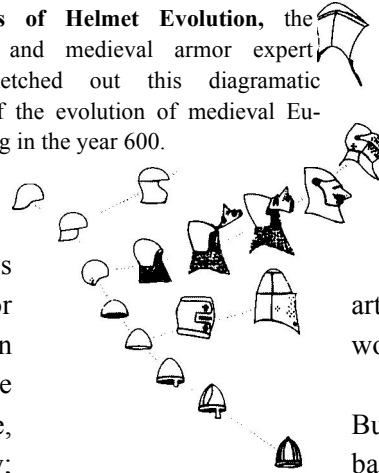 of Helmet Evolution, the
and medieval armor expert
etched out this diagramatic
f the evolution of medieval Eu-
g in the year 600.
s
or
n
e
e,
y;
art
wo
Bu
ba